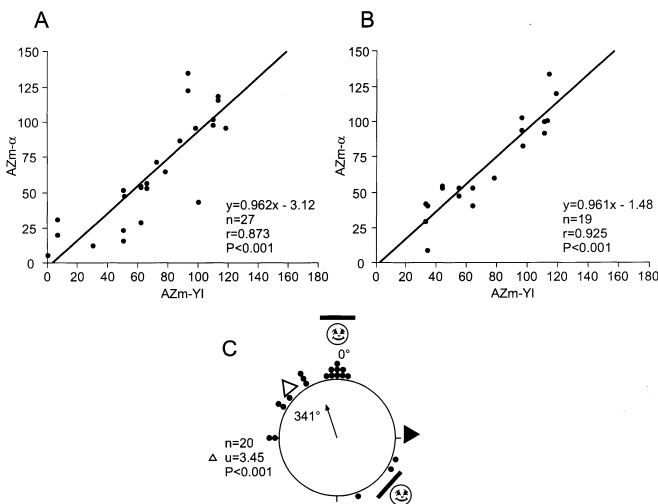 A
B
150
125
100
75
50
25
0
AZm-α
0 20 40 60 80 100 120 140 160 180
AZm-YI
y=0.962x - 3.12
n=27
r=0.873
P<0.001
150
125
100
75
50
25
0
AZm-α
0 20 40 60 80 100 120 140 160 180
AZm-YI
y=0.961x - 1.48
n=19
r=0.925
P<0.001
C
0°
341°
n=20
u=3.45
P<0.001